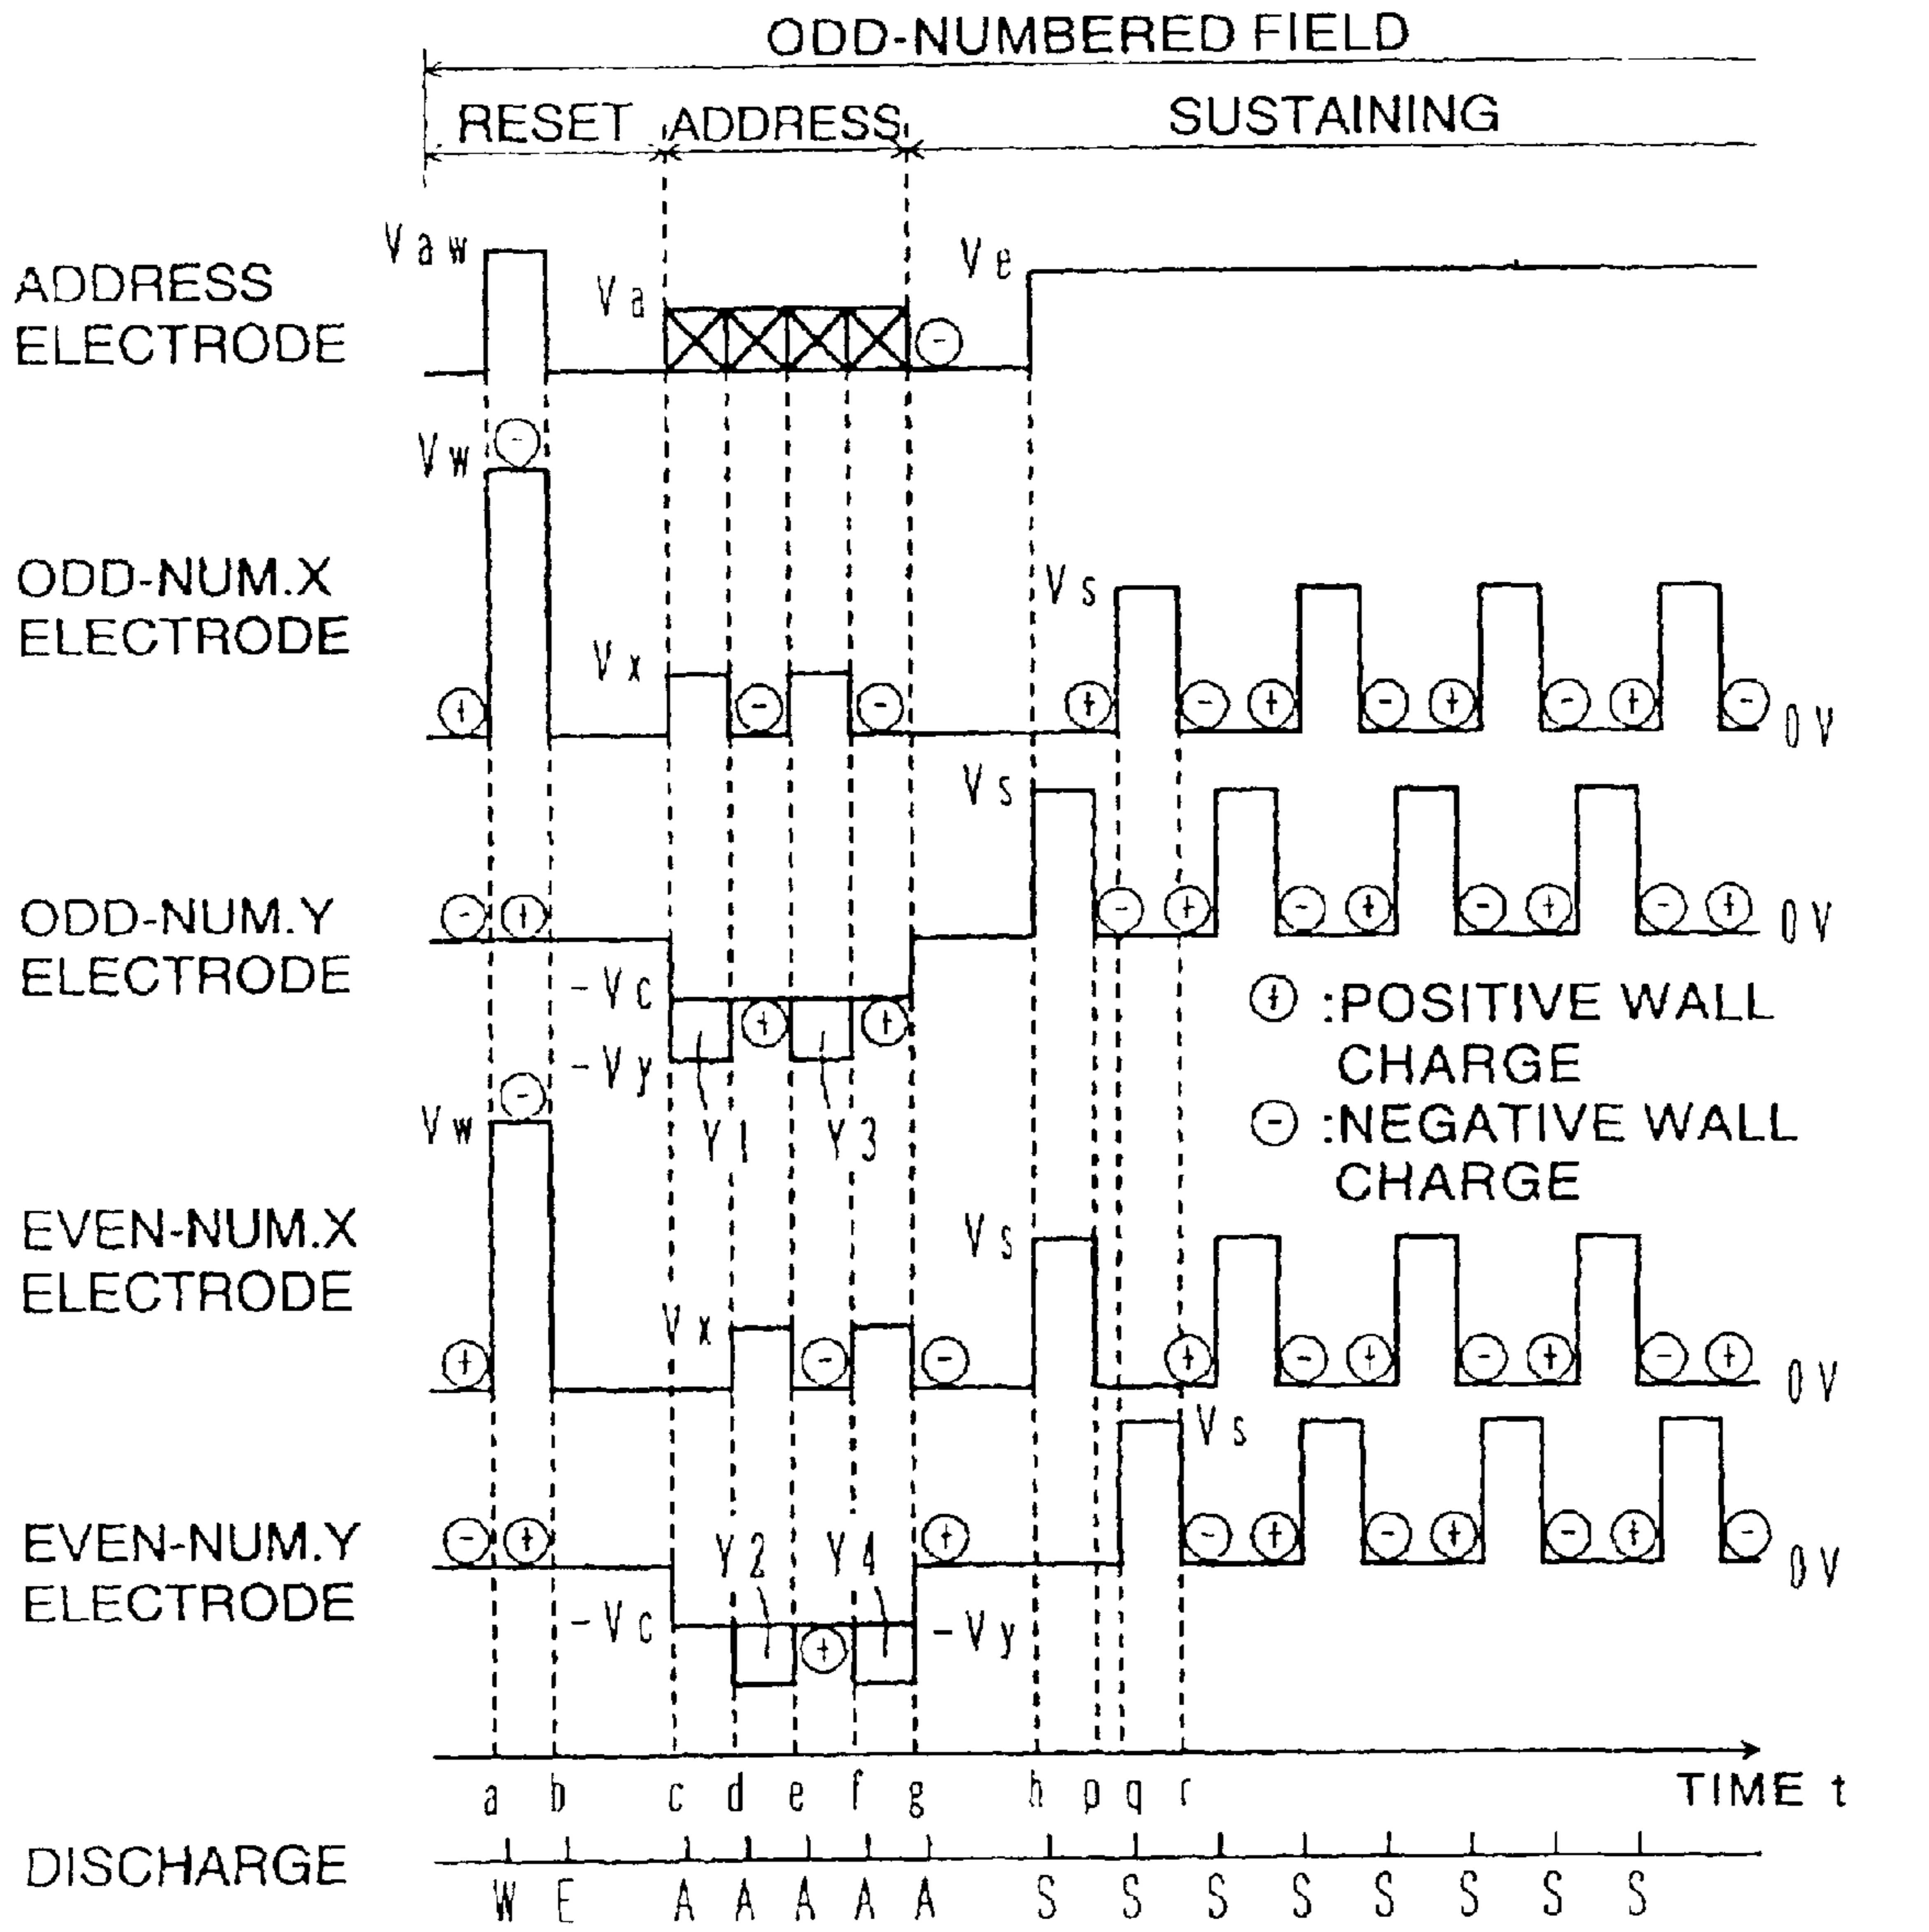 ODD-NUMBERED FIELD
RESET ADDRESS SUSTAINING
Vaw
Va
Ve
ADDRESS
ELECTRODE
-
Vw
-
ODD-NUM.X
ELECTRODE
Vx
Vs
+ - - + - + - + - + -
0V
Vs
ODD-NUM.Y
ELECTRODE
- + - + - + - + - +
0V
-Vc
+ +
-Vy
Y1 Y3
+ :POSITIVE WALL
CHARGE
- :NEGATIVE WALL
CHARGE
-
Vw
EVEN-NUM.X
ELECTRODE
Vs
Vx
+ - - + - + - + - +
0V
Vs
EVEN-NUM.Y
ELECTRODE
- + + - + - + - + -
0V
Y2 Y4
-Vc
+
-Vy
a b c d e f g h p q r
TIME t
DISCHARGE
W E A A A A A S S S S S S S S